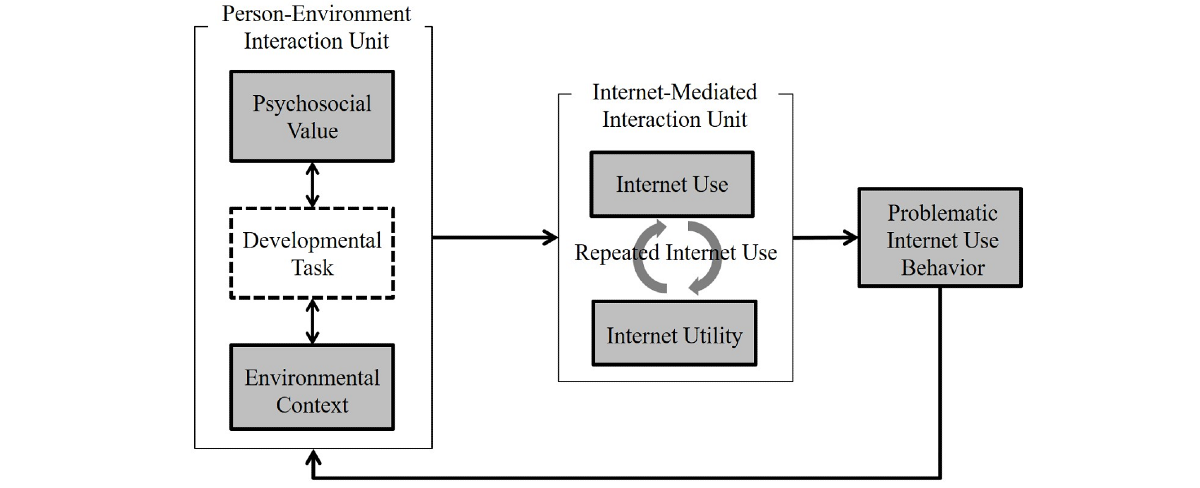 Person-Environment
Interaction Unit
Psychosocial
Value
Developmental
Task
Environmental
Context
Internet-Mediated
Interaction Unit
Internet Use
Repeated Internet Use
Internet Utility
Problematic
Internet Use
Behavior